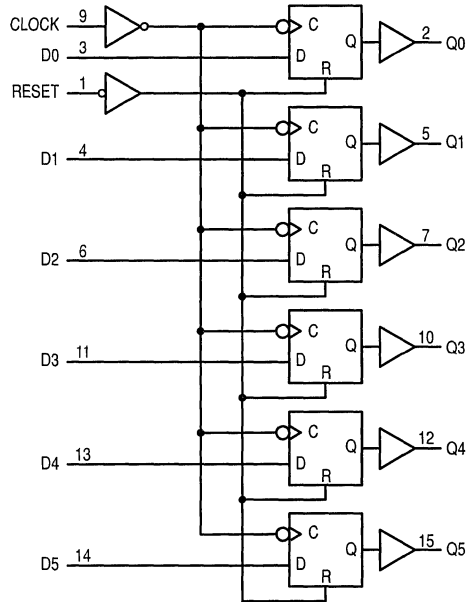 CLOCK 9 C Q 2 Q0
D0 3 D
RESET 1 R
C Q 5 Q1
D1 4 D
R
C Q 7 Q2
D2 6 D
R
C Q 10 Q3
D3 11 D
R
C Q 12 Q4
D4 13 D
R
C Q 15 Q5
D5 14 D
R